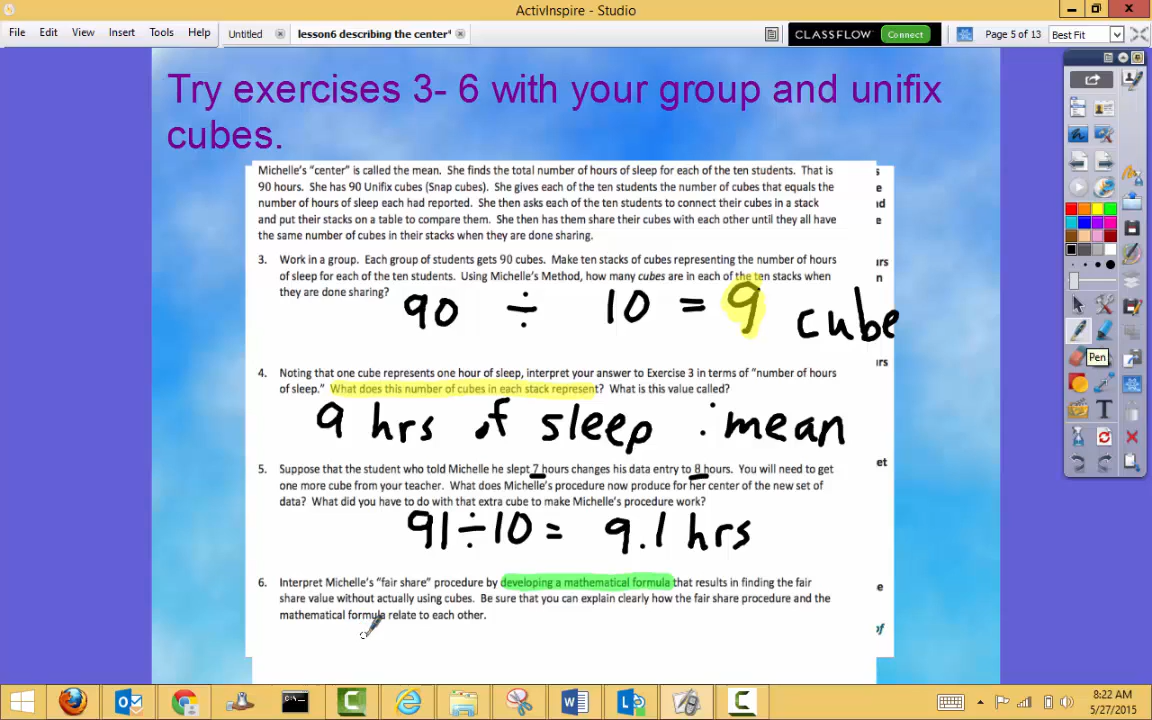 ActivInspire - Studio
File Edit View Insert Tools Help Untitled lesson6 describing the center" CLASSFLOW Connect Page 5 of 13 Best Fit
Try exercises 3- 6 with your group and unifix
cubes.
Michelle's "center" is called the mean. She finds the total number of hours of sleep for each of the ten students. That is
90 hours. She has 90 Unifix cubes (Snap cubes). She gives each of the ten students the number of cubes that equals the
number of hours of sleep each had reported. She then asks each of the ten students to connect their cubes in a stack
and put their stacks on a table to compare them. She then has them share their cubes with each other until they all have
the same number of cubes in their stacks when they are done sharing.
3. Work in a group. Each group of students gets 90 cubes. Make ten stacks of cubes representing the number of hours
of sleep for each of the ten students. Using Michelle's Method, how many cubes are in each of the ten stacks when
they are done sharing?
90 ÷ 10 = 9 cube
4. Noting that one cube represents one hour of sleep, interpret your answer to Exercise 3 in terms of "number of hours
of sleep." What does this number of cubes in each stack represent? What is this value called?
9 hrs of sleep : mean
5. Suppose that the student who told Michelle he slept 7 hours changes his data entry to 8 hours. You will need to get
one more cube from your teacher. What does Michelle's procedure now produce for her center of the new set of
data? What did you have to do with that extra cube to make Michelle's procedure work?
91÷10= 9.1 hrs
6. Interpret Michelle's "fair share" procedure by developing a mathematical formula that results in finding the fair
share value without actually using cubes. Be sure that you can explain clearly how the fair share procedure and the
mathematical formula relate to each other.
Pen
8:22 AM
5/27/2015